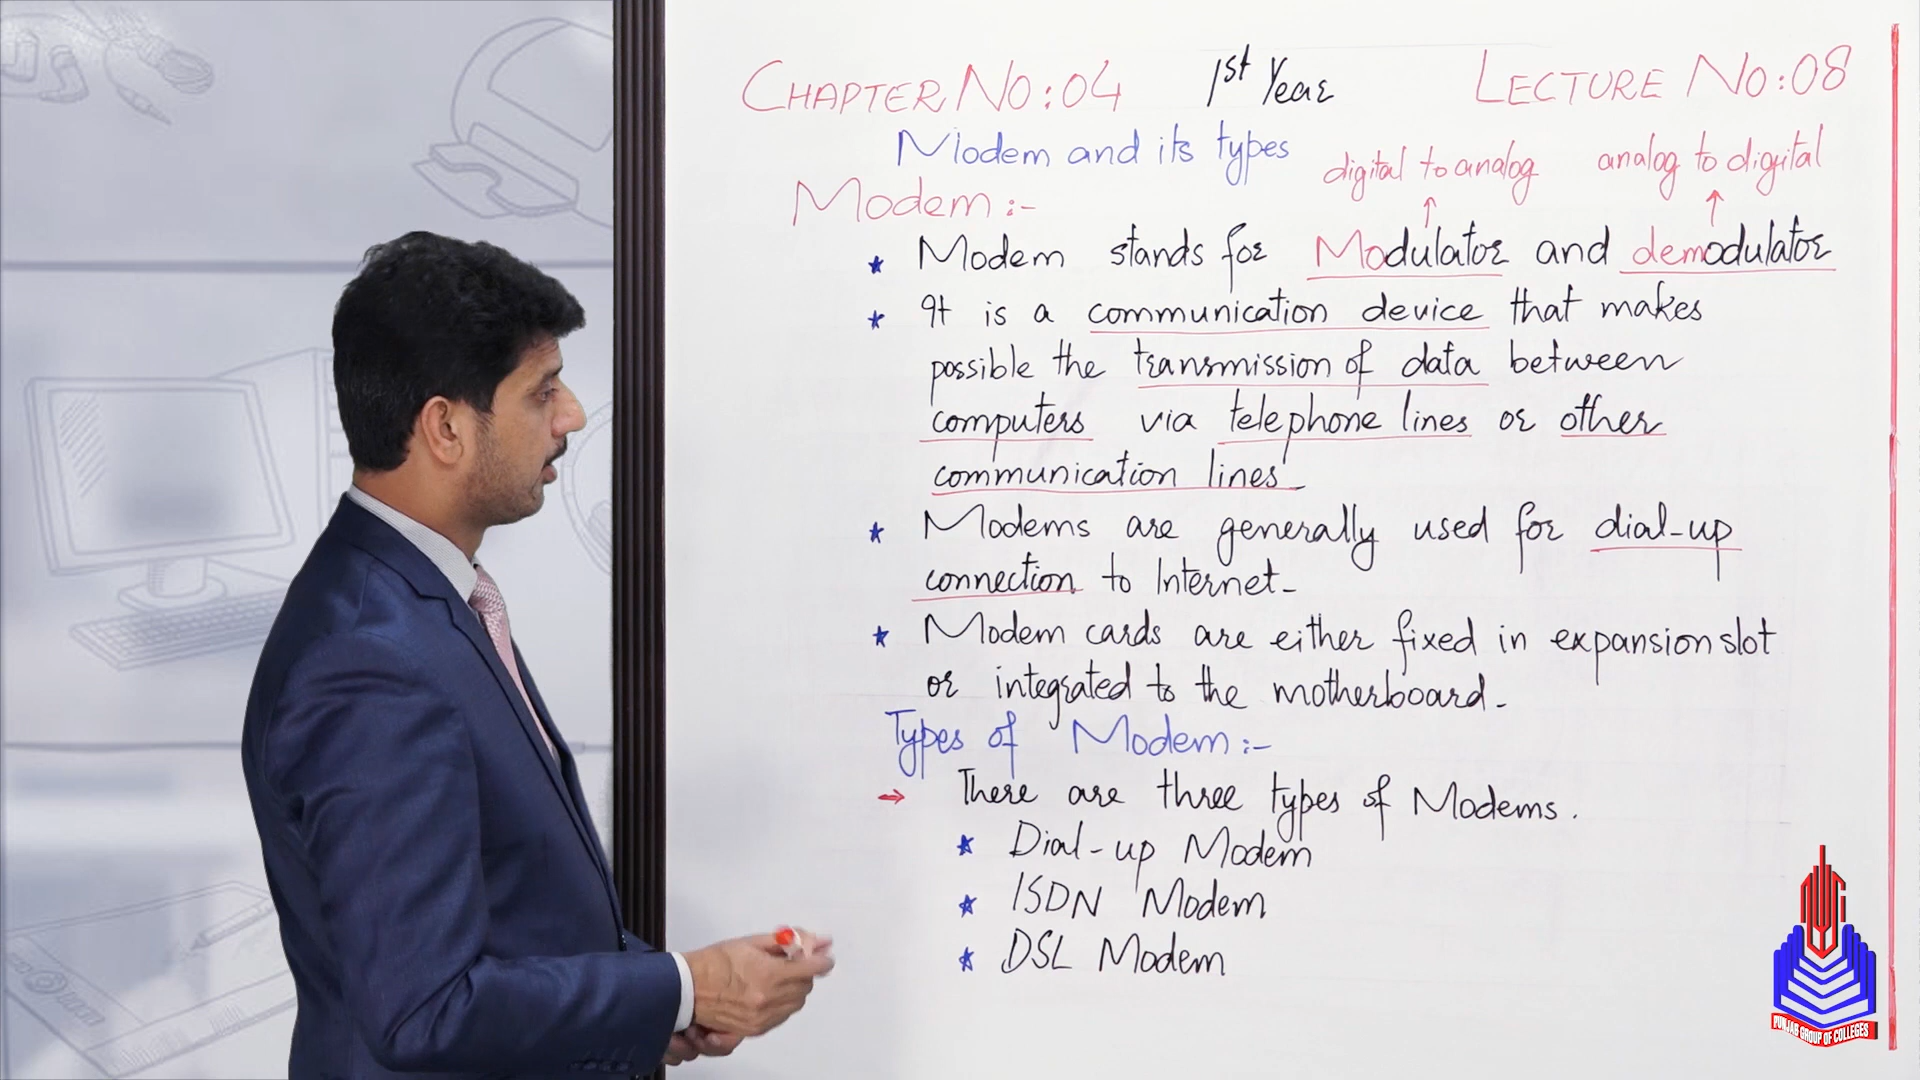 CHAPTER NO:04 1st Year LECTURE NO:08
Modem and its types
digital to analog analog to digital
Modem :-
Modem stands for Modulator and demodulator
It is a communication device that makes
possible the transmission of data between
computers via telephone lines or other
communication lines-
Modems are generally used for dial-up
connection to Internet-
Modem cards are either fixed in expansion slot
or integrated to the motherboard-
Types of Modem :-
There are three types of Modems.
Dial-up Modem
ISDN Modem
DSL Modem
PUNJAB GROUP OF COLLEGES